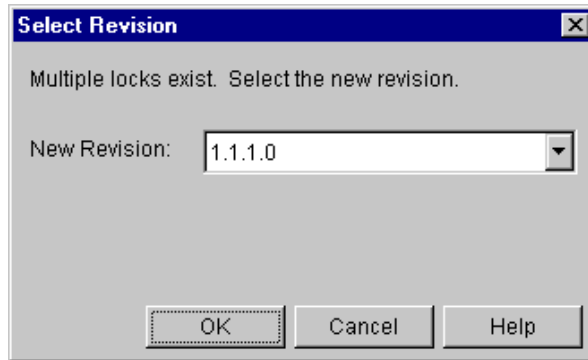 Select Revision
Multiple locks exist. Select the new revision.
New Revision: 1.1.1.0
OK Cancel Help